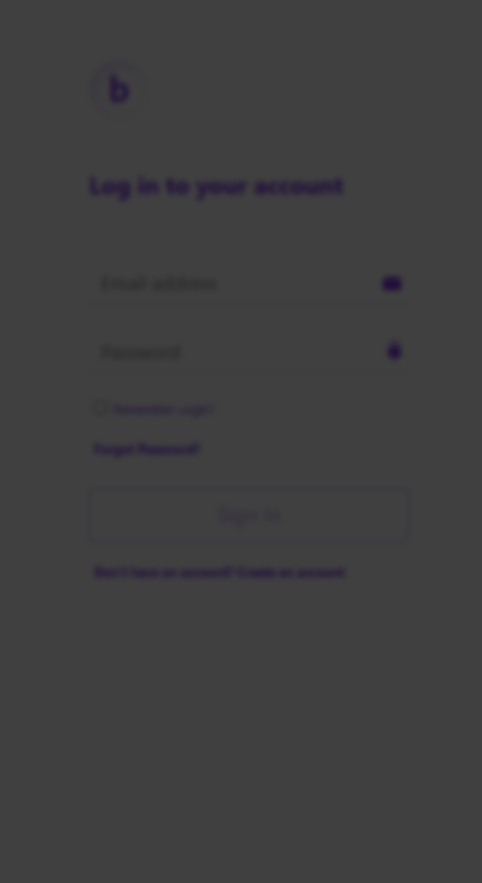 b
Log in to your account
Email address
Password
Remember Login?
Forgot Password?
Sign In
Don't have an account? Create an account